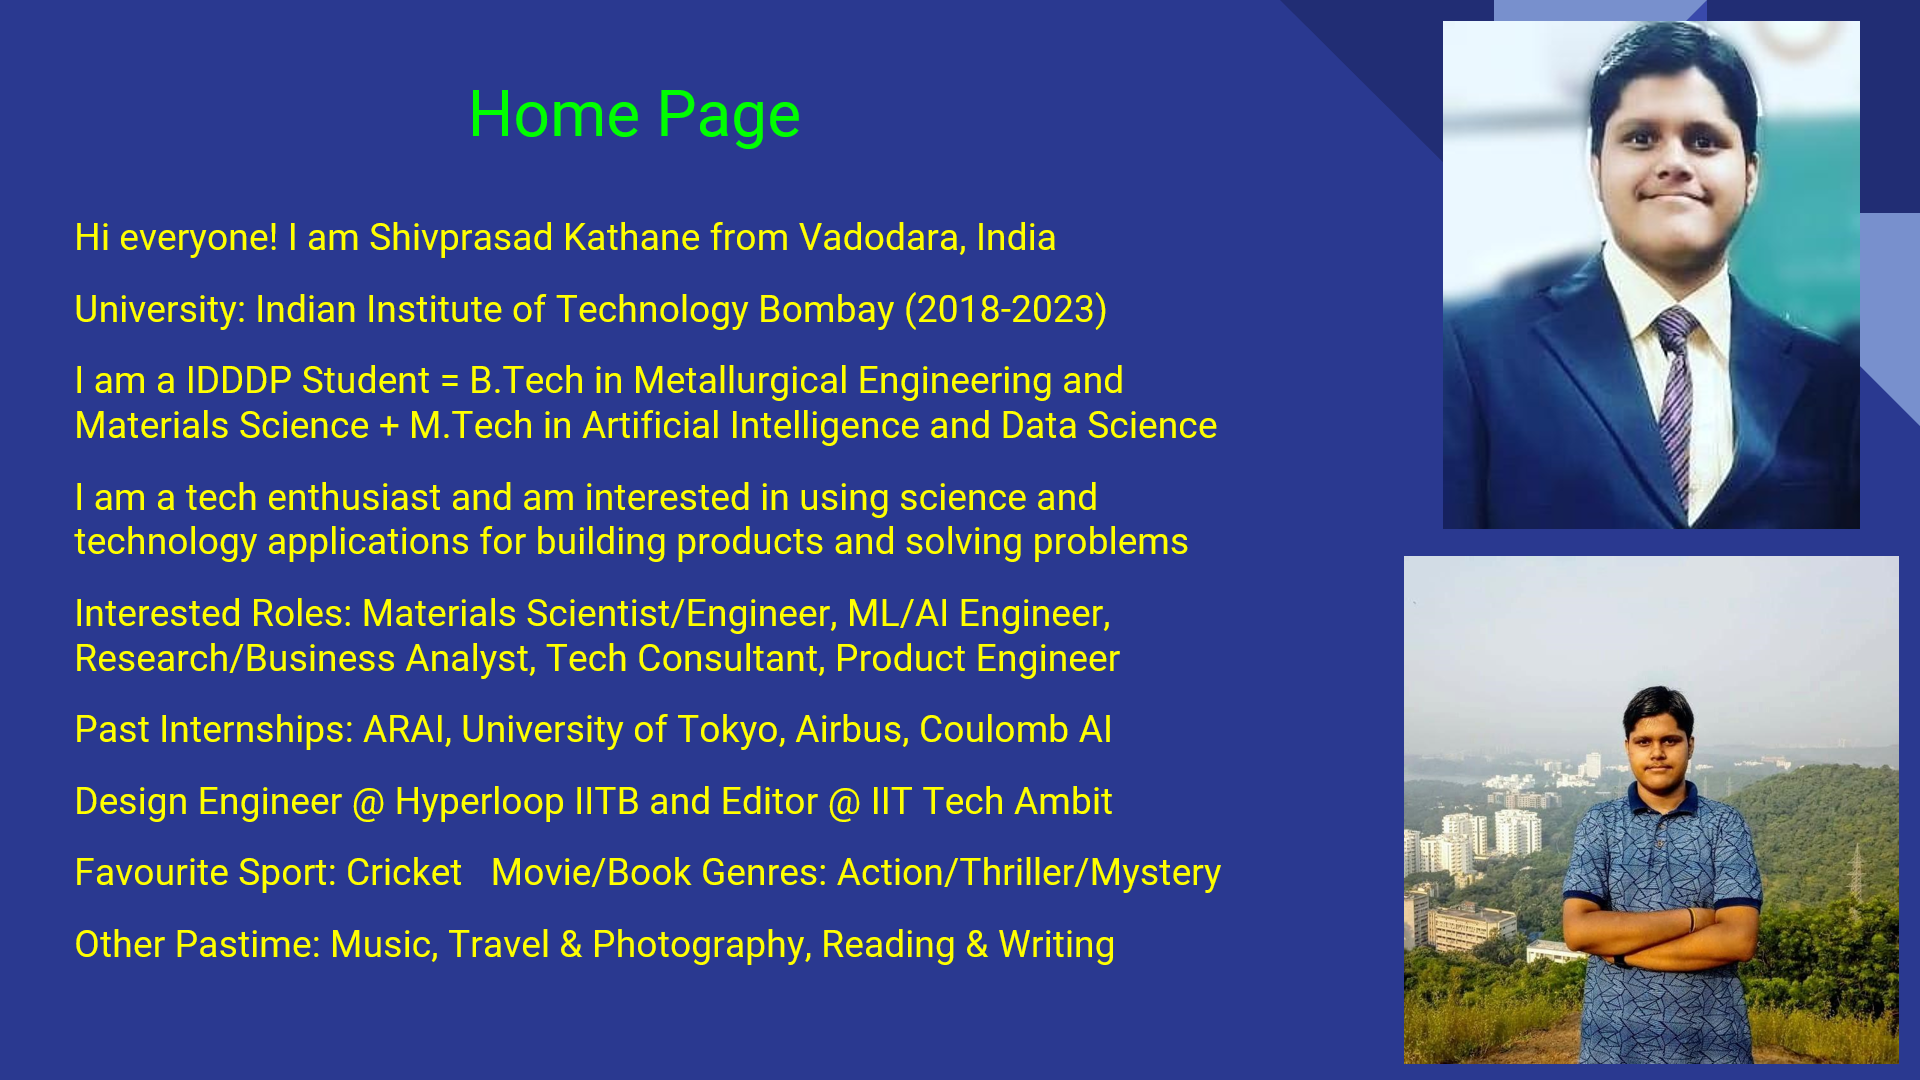 Home Page
Hi everyone! I am Shivprasad Kathane from Vadodara, India
University: Indian Institute of Technology Bombay (2018-2023)
I am a IDDDP Student = B.Tech in Metallurgical Engineering and
Materials Science + M.Tech in Artificial Intelligence and Data Science
I am a tech enthusiast and am interested in using science and
technology applications for building products and solving problems
Interested Roles: Materials Scientist/Engineer, ML/AI Engineer,
Research/Business Analyst, Tech Consultant, Product Engineer
Past Internships: ARAI, University of Tokyo, Airbus, Coulomb AI
Design Engineer @ Hyperloop IITB and Editor @ IIT Tech Ambit
Favourite Sport: Cricket   Movie/Book Genres: Action/Thriller/Mystery
Other Pastime: Music, Travel & Photography, Reading & Writing